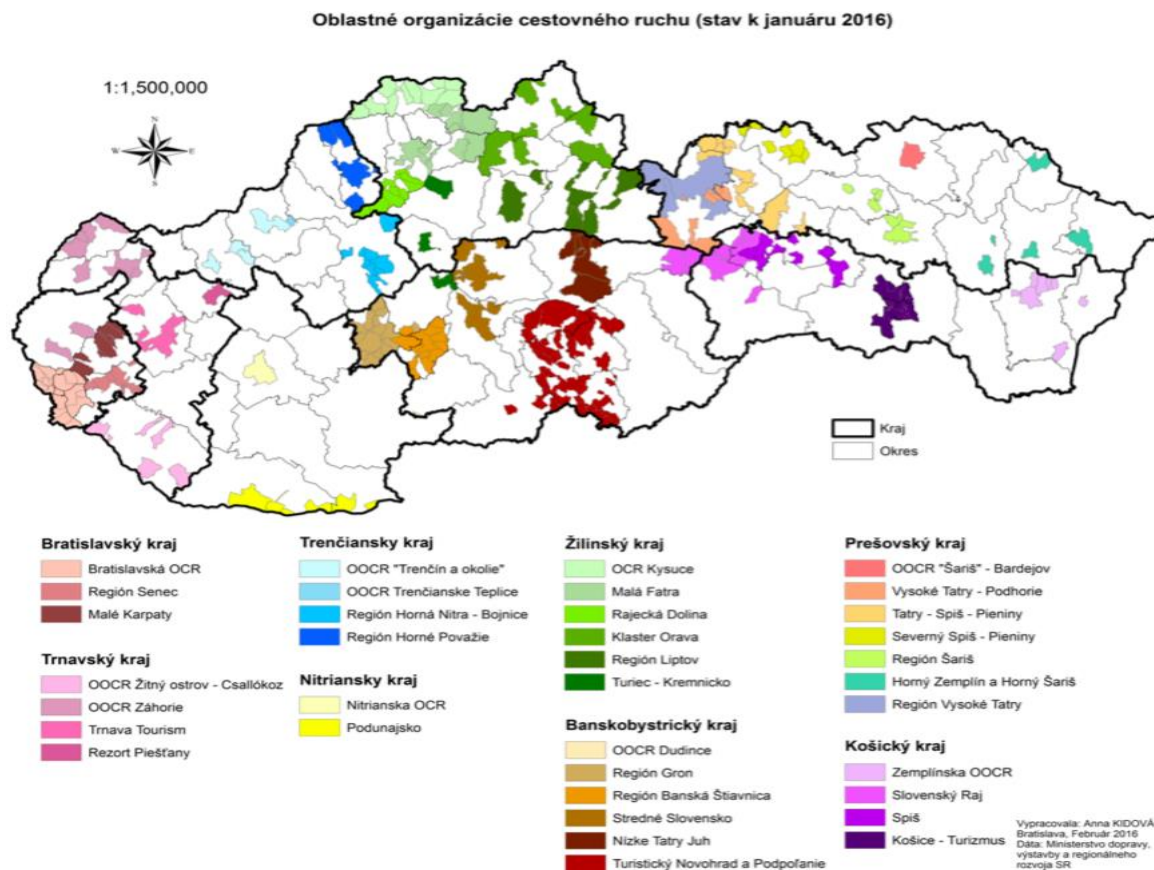 Oblastné organizácie cestovného ruchu (stav k januáru 2016)
1:1,500,000
N
W
E
S
Kraj
Okres
Bratislavský kraj
Bratislavská OCR
Región Senec
Malé Karpaty
Trnavský kraj
OOCR Žitný ostrov - Csallókoz
OOCR Záhorie
Trnava Tourism
Rezort Piešťany
Trenčiansky kraj
OOCR "Trenčín a okolie"
OOCR Trenčianske Teplice
Región Horná Nitra - Bojnice
Región Horné Považie
Nitriansky kraj
Nitrianska OCR
Podunajsko
Žilinský kraj
OCR Kysuce
Malá Fatra
Rajecká Dolina
Klaster Orava
Región Liptov
Turiec - Kremnicko
Banskobystrický kraj
OOCR Dudince
Región Gron
Región Banská Štiavnica
Stredné Slovensko
Nízke Tatry Juh
Turistický Novohrad a Podpoľanie
Prešovský kraj
OOCR "Šariš" - Bardejov
Vysoké Tatry - Podhorie
Tatry - Spiš - Pieniny
Severný Spiš - Pieniny
Región Šariš
Horný Zemplín a Horný Šariš
Región Vysoké Tatry
Košický kraj
Zemplínska OOCR
Slovenský Raj
Spiš
Košice - Turizmus
Vypracovala: Anna KIDOVÁ
Bratislava, Február 2016
Dáta: Ministerstvo dopravy,
výstavby a regionálneho
rozvoja SR